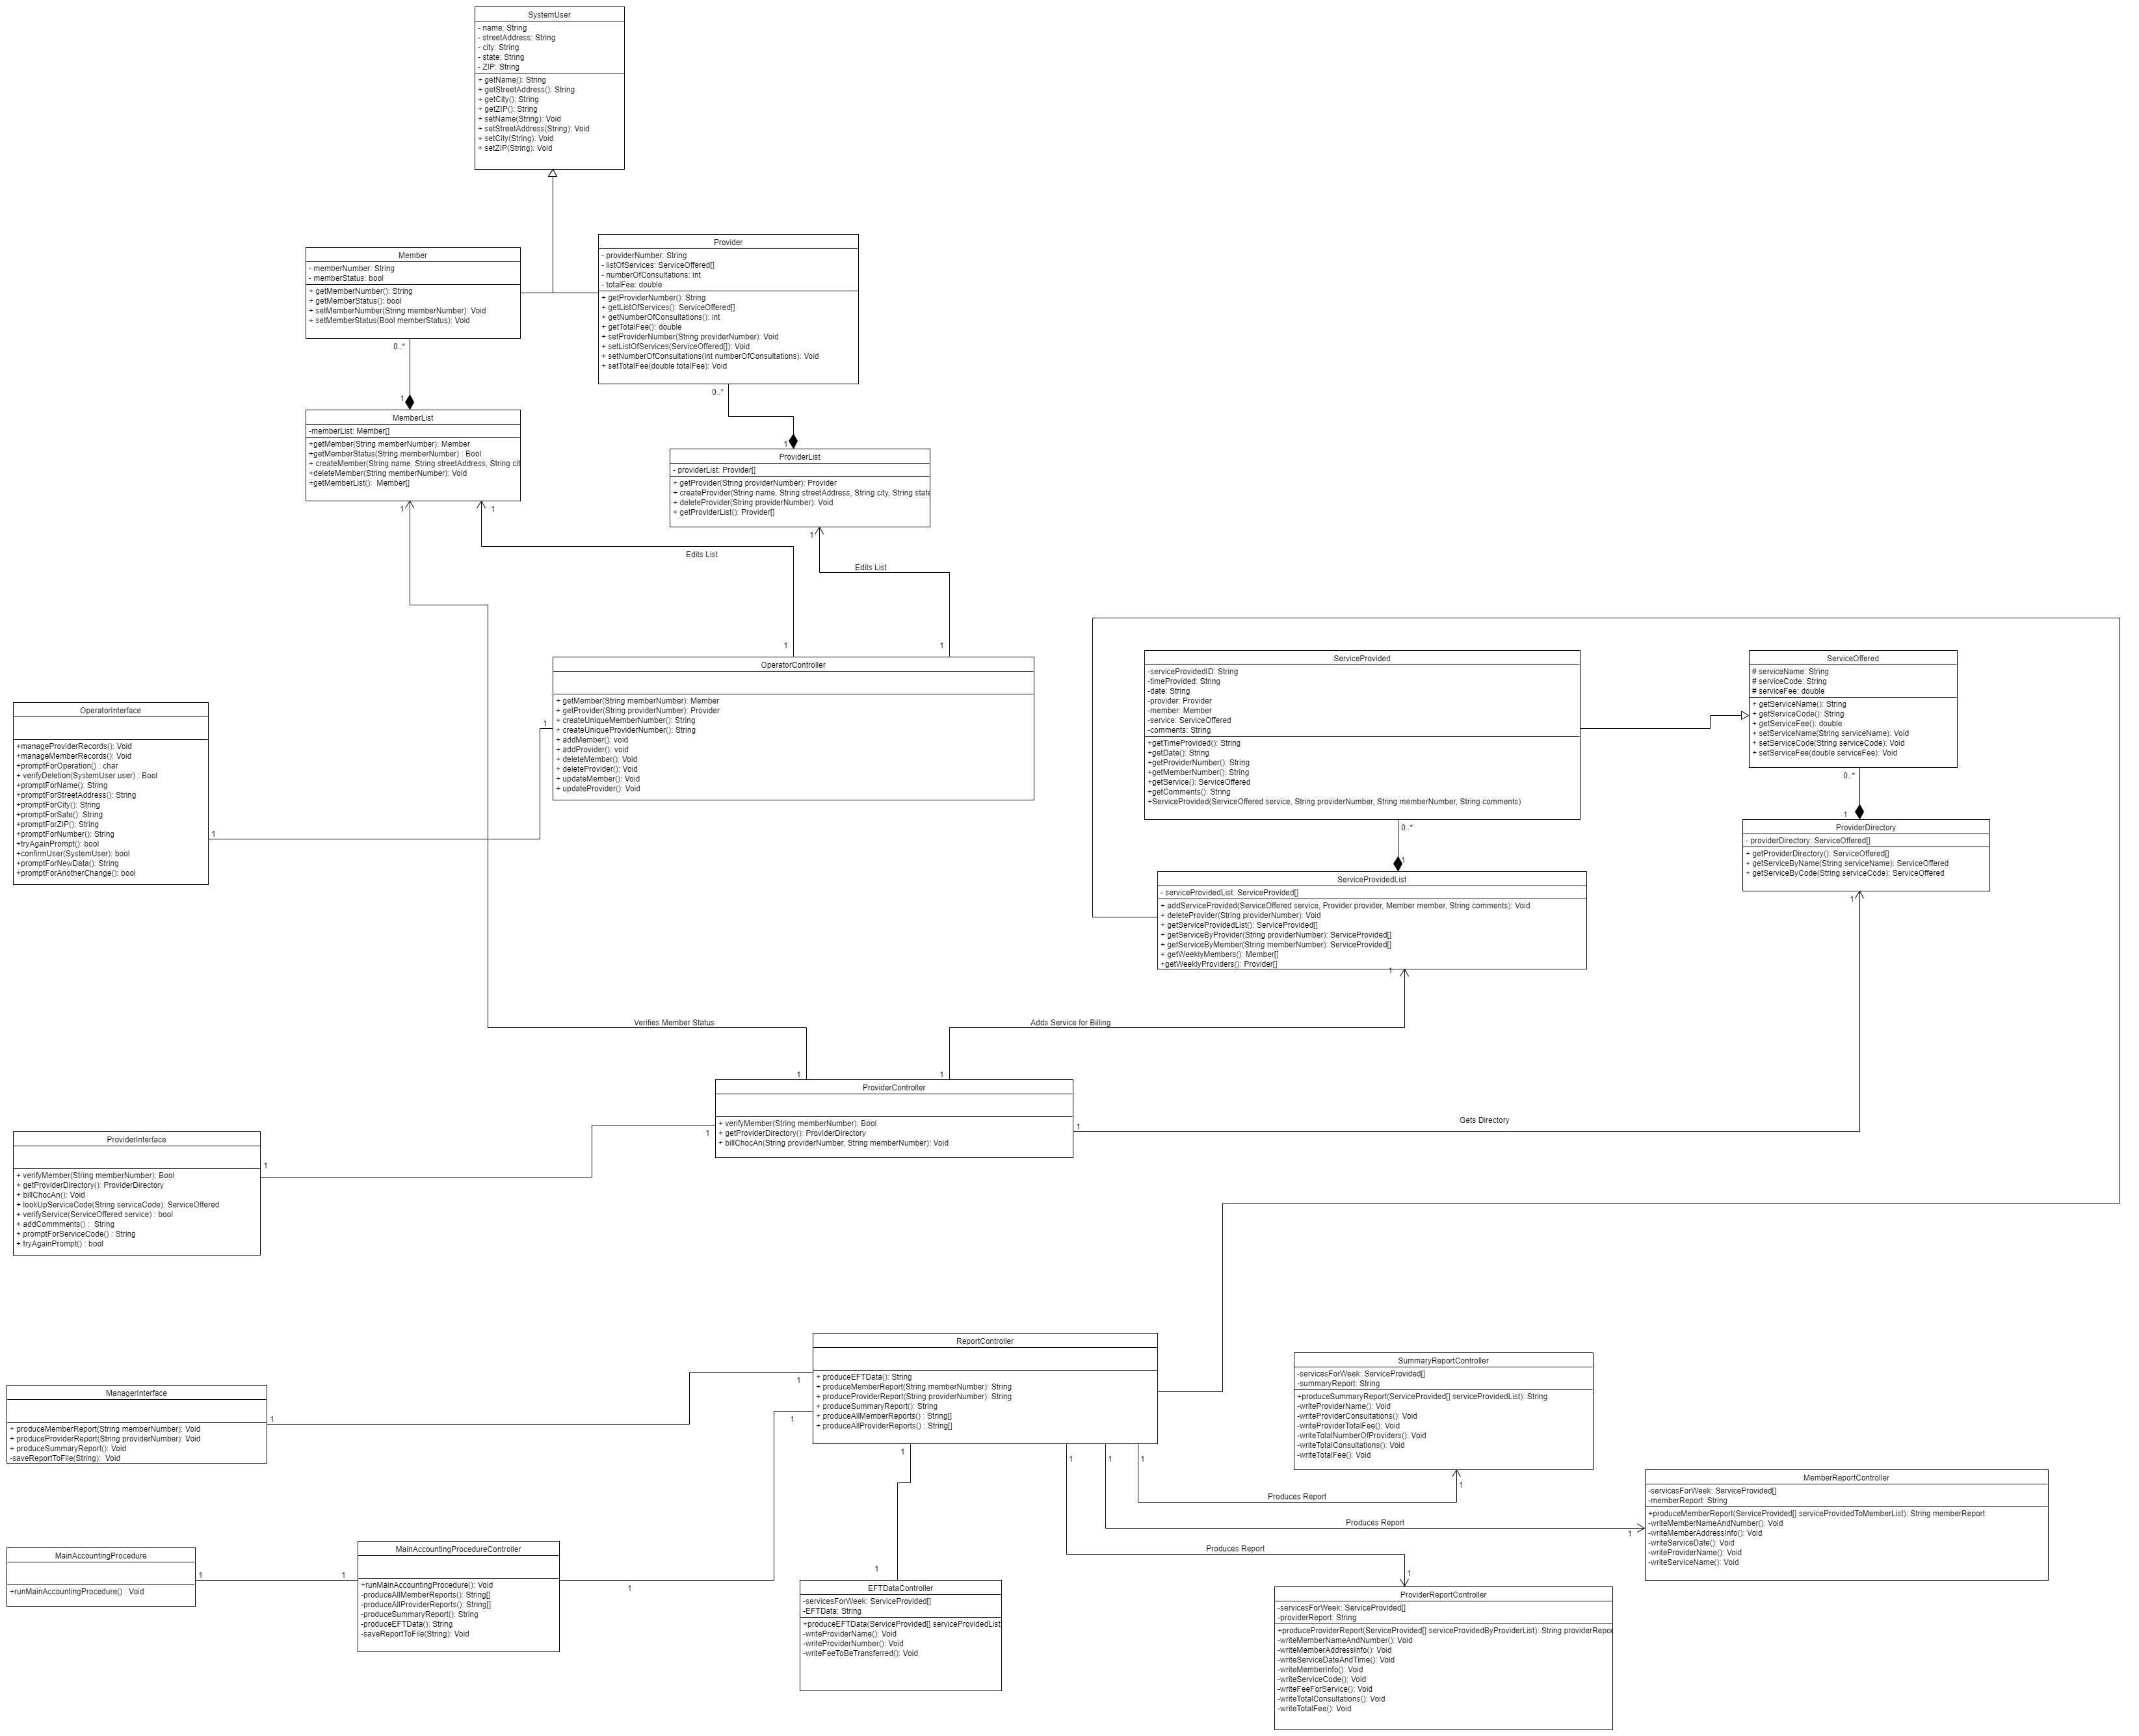 SystemUser
- name: String
- streetAddress: String
- city: String
- state: String
- ZIP: String
+ getName(): String
+ getStreetAddress(): String
+ getCity(): String
+ getZIP(): String
+ setName(String): Void
+ setStreetAddress(String): Void
+ setCity(String): Void
+ setZIP(String): Void
Member
- memberNumber: String
- memberStatus: bool
+ getMemberNumber(): String
+ getMemberStatus(): bool
+ setMemberNumber(String memberNumber): Void
+ setMemberStatus(Bool memberStatus): Void
0..*
1
Provider
- providerNumber: String
- listOfServices: ServiceOffered[]
- numberOfConsultations: int
- totalFee: double
+ getProviderNumber(): String
+ getListOfServices(): ServiceOffered[]
+ getNumberOfConsultations(): int
+ getTotalFee(): double
+ setProviderNumber(String providerNumber): Void
+ setListOfServices(ServiceOffered[]): Void
+ setNumberOfConsultations(int numberOfConsultations): Void
+ setTotalFee(double totalFee): Void
0..*
1
MemberList
-memberList: Member[]
+getMember(String memberNumber): Member
+getMemberStatus(String memberNumber) : Bool
+ createMember(String name, String streetAddress, String cit
+deleteMember(String memberNumber): Void
+getMemberList():  Member[]
1
1
ProviderList
- providerList: Provider[]
+ getProvider(String providerNumber): Provider
+ createProvider(String name, String streetAddress, String city, String state
+ deleteProvider(String providerNumber): Void
+ getProviderList(): Provider[]
1
Edits List
Edits List
1
1
OperatorController
+ getMember(String memberNumber): Member
+ getProvider(String providerNumber): Provider
+ createUniqueMemberNumber(): String
+ createUniqueProviderNumber(): String
+ addMember(): void
+ addProvider(): void
+ deleteMember(): Void
+ deleteProvider(): Void
+ updateMember(): Void
+ updateProvider(): Void
1
OperatorInterface
+manageProviderRecords(): Void
+manageMemberRecords(): Void
+promptForOperation() : char
+ verifyDeletion(SystemUser user) : Bool
+promptForName(): String
+promptForStreetAddress(): String
+promptForCity(): String
+promptForSate(): String
+promptForZIP(): String
+promptForNumber(): String
+tryAgainPrompt(): bool
+confirmUser(SystemUser): bool
+promptForNewData(): String
+promptForAnotherChange(): bool
1
ServiceProvided
-serviceProvidedID: String
-timeProvided: String
-date: String
-provider: Provider
-member: Member
-service: ServiceOffered
-comments: String
+getTimeProvided(): String
+getDate(): String
+getProviderNumber(): String
+getMemberNumber(): String
+getService(): ServiceOffered
+getComments(): String
+ServiceProvided(ServiceOffered service, String providerNumber, String memberNumber, String comments)
0..*
1
ServiceOffered
# serviceName: String
# serviceCode: String
# serviceFee: double
+ getServiceName(): String
+ getServiceCode(): String
+ getServiceFee(): double
+ setServiceName(String serviceName): Void
+ setServiceCode(String serviceCode): Void
+ setServiceFee(double serviceFee): Void
0..*
1
ProviderDirectory
- providerDirectory: ServiceOffered[]
+ getProviderDirectory(): ServiceOffered[]
+ getServiceByName(String serviceName): ServiceOffered
+ getServiceByCode(String serviceCode): ServiceOffered
1
ServiceProvidedList
- serviceProvidedList: ServiceProvided[]
+ addServiceProvided(ServiceOffered service, Provider provider, Member member, String comments): Void
+ deleteProvider(String providerNumber): Void
+ getServiceProvidedList(): ServiceProvided[]
+ getServiceByProvider(String providerNumber): ServiceProvided[]
+ getServiceByMember(String memberNumber): ServiceProvided[]
+ getWeeklyMembers(): Member[]
+getWeeklyProviders(): Provider[]
1
Verifies Member Status
Adds Service for Billing
1
1
ProviderController
+ verifyMember(String memberNumber): Bool
+ getProviderDirectory(): ProviderDirectory
+ billChocAn(String providerNumber, String memberNumber): Void
1
1
Gets Directory
ProviderInterface
+ verifyMember(String memberNumber): Bool
+ getProviderDirectory(): ProviderDirectory
+ billChocAn(): Void
+ lookUpServiceCode(String serviceCode): ServiceOffered
+ verifyService(ServiceOffered service) : bool
+ addCommments() :  String
+ promptForServiceCode() : String
+ tryAgainPrompt() : bool
1
ReportController
+ produceEFTData(): String
+ produceMemberReport(String memberNumber): String
+ produceProviderReport(String providerNumber): String
+ produceSummaryReport(): String
+ produceAllMemberReports() : String[]
+ produceAllProviderReports() : String[]
1
1
1
1
1
1
ManagerInterface
+ produceMemberReport(String memberNumber): Void
+ produceProviderReport(String providerNumber): Void
+ produceSummaryReport(): Void
-saveReportToFile(String):  Void
1
SummaryReportController
-servicesForWeek: ServiceProvided[]
-summaryReport: String
+produceSummaryReport(ServiceProvided[] serviceProvidedList): String
-writeProviderName(): Void
-writeProviderConsultations(): Void
-writeProviderTotalFee(): Void
-writeTotalNumberOfProviders(): Void
-writeTotalConsultations(): Void
-writeTotalFee(): Void
1
Produces Report
MemberReportController
-servicesForWeek: ServiceProvided[]
-memberReport: String
+produceMemberReport(ServiceProvided[] serviceProvidedToMemberList): String memberReport
-writeMemberNameAndNumber(): Void
-writeMemberAddressInfo(): Void
-writeServiceDate(): Void
-writeProviderName(): Void
-writeServiceName(): Void
Produces Report
1
Produces Report
1
MainAccountingProcedure
+runMainAccountingProcedure() : Void
1
1
MainAccountingProcedureController
+runMainAccountingProcedure(): Void
-produceAllMemberReports(): String[]
-produceAllProviderReports(): String[]
-produceSummaryReport(): String
-produceEFTData(): String
-saveReportToFile(String): Void
1
1
EFTDataController
-servicesForWeek: ServiceProvided[]
-EFTData: String
+produceEFTData(ServiceProvided[] serviceProvidedList
-writeProviderName(): Void
-writeProviderNumber(): Void
-writeFeeToBeTransferred(): Void
ProviderReportController
-servicesForWeek: ServiceProvided[]
-providerReport: String
+produceProviderReport(ServiceProvided[] serviceProvidedByProviderList): String providerRepor
-writeMemberNameAndNumber(): Void
-writeMemberAddressInfo(): Void
-writeServiceDateAndTime(): Void
-writeMemberInfo(): Void
-writeServiceCode(): Void
-writeFeeForService(): Void
-writeTotalConsultations(): Void
-writeTotalFee(): Void